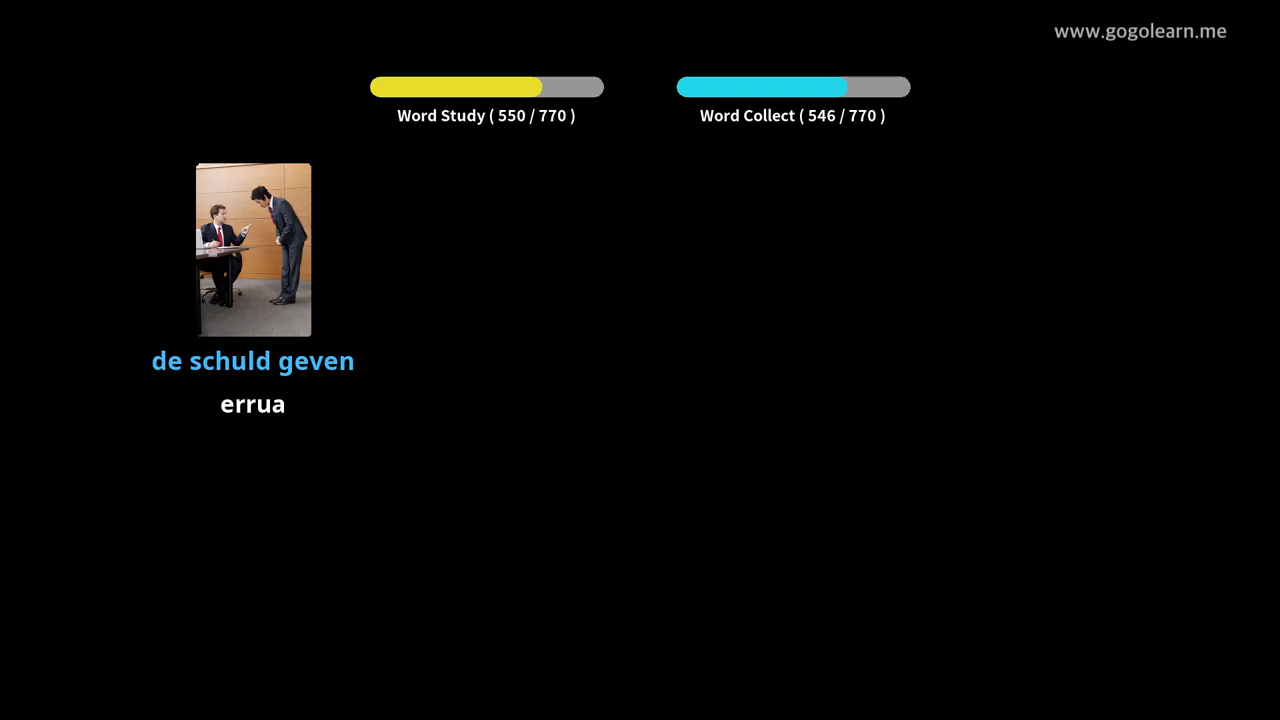 www.gogolearn.me
Word Study ( 550 / 770 )
Word Collect ( 546 / 770 )
de schuld geven
errua